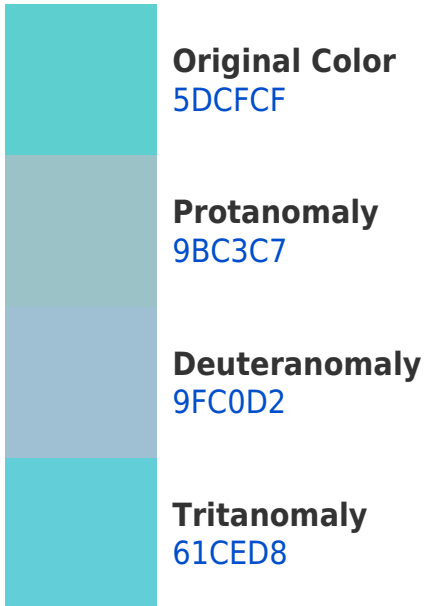 Original Color
5DCFCF
Protanomaly
9BC3C7
Deuteranomaly
9FC0D2
Tritanomaly
61CED8